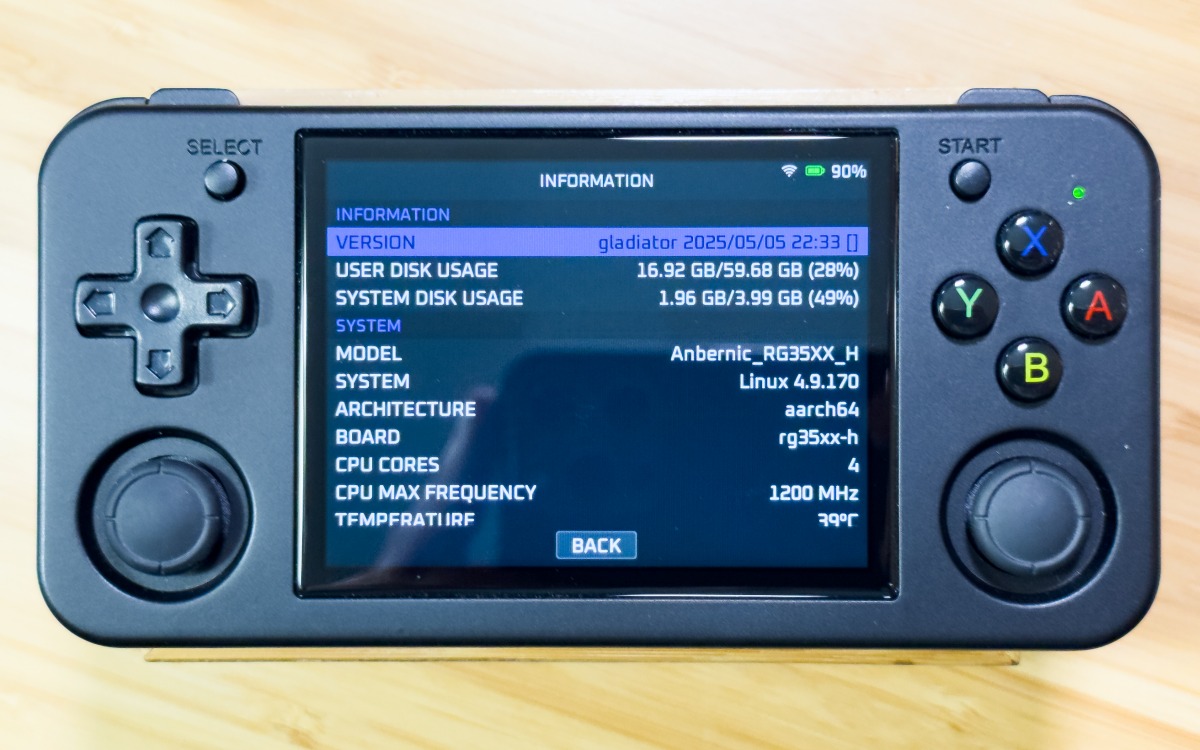 SELECT
START
INFORMATION
90%
INFORMATION
VERSION gladiator 2025/05/05 22:33 []
USER DISK USAGE 16.92 GB/59.68 GB (28%)
SYSTEM DISK USAGE 1.96 GB/3.99 GB (49%)
SYSTEM
MODEL Anbernic_RG35XX_H
SYSTEM Linux 4.9.170
ARCHITECTURE aarch64
BOARD rg35xx-h
CPU CORES 4
CPU MAX FREQUENCY 1200 MHz
TEMPERATURE 39°C
BACK
X
Y
A
B